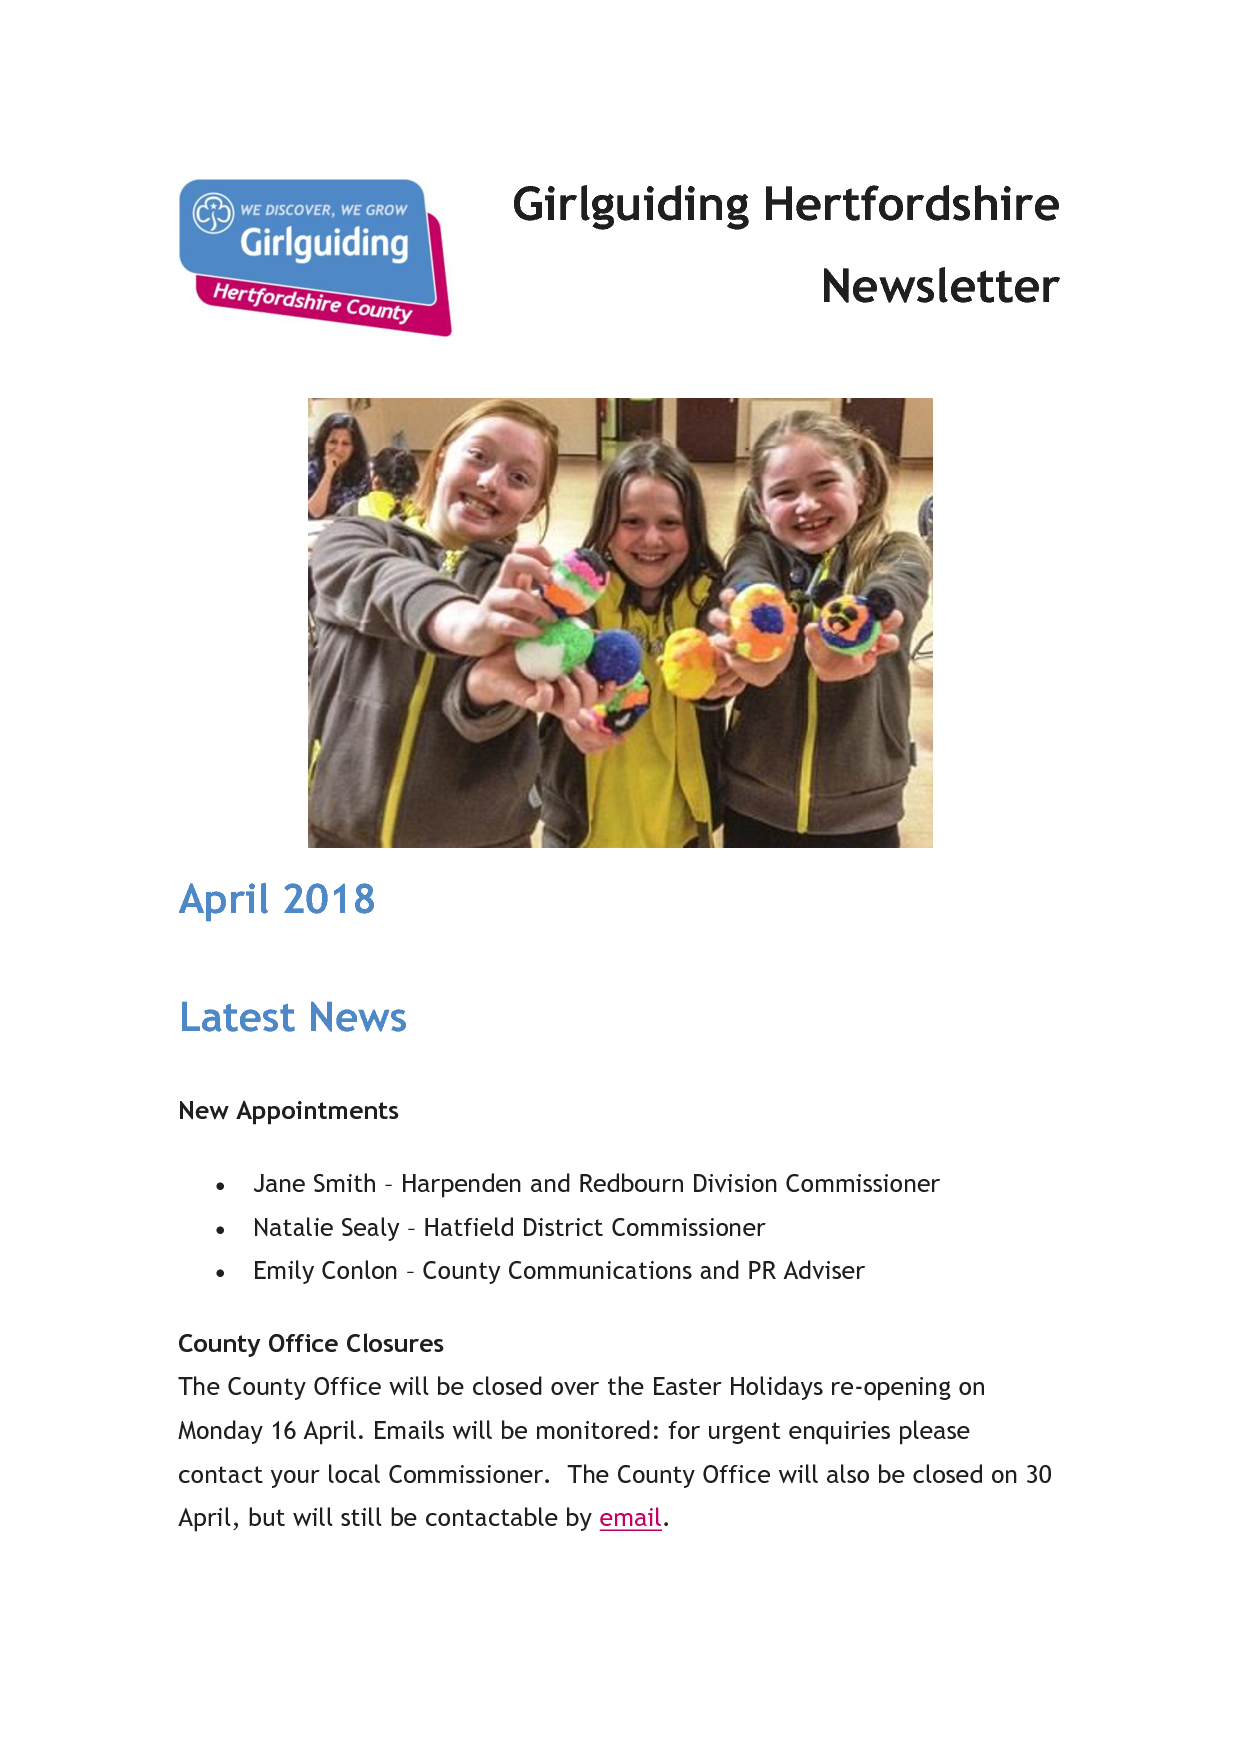 WE DISCOVER, WE GROW
Girlguiding
Hertfordshire County
Girlguiding Hertfordshire
Newsletter
April 2018
Latest News
New Appointments
• Jane Smith – Harpenden and Redbourn Division Commissioner
• Natalie Sealy – Hatfield District Commissioner
• Emily Conlon – County Communications and PR Adviser
County Office Closures
The County Office will be closed over the Easter Holidays re-opening on
Monday 16 April. Emails will be monitored: for urgent enquiries please
contact your local Commissioner.  The County Office will also be closed on 30
April, but will still be contactable by email.